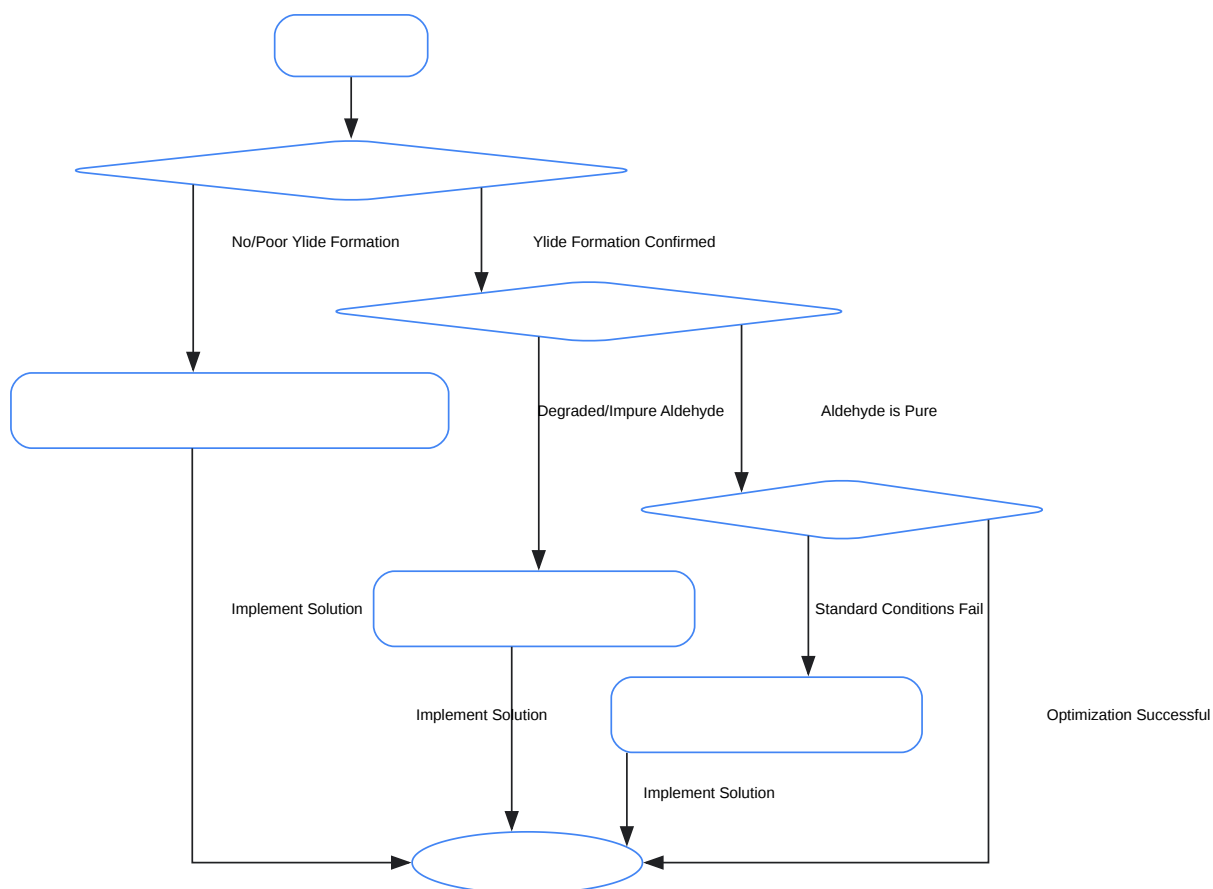 No/Poor Ylide Formation
Ylide Formation Confirmed
Degraded/Impure Aldehyde
Aldehyde is Pure
Implement Solution
Standard Conditions Fail
Implement Solution
Optimization Successful
Implement Solution